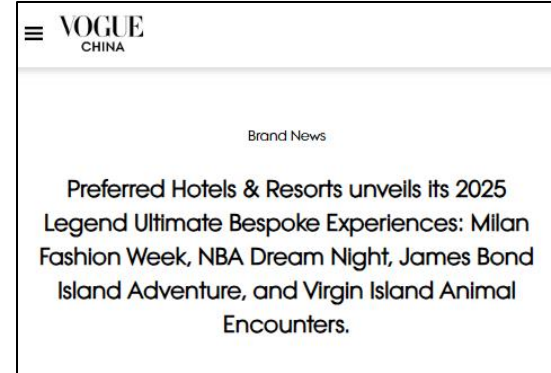 VOGUE
CHINA
Brand News
Preferred Hotels & Resorts unveils its 2025
Legend Ultimate Bespoke Experiences: Milan
Fashion Week, NBA Dream Night, James Bond
Island Adventure, and Virgin Island Animal
Encounters.